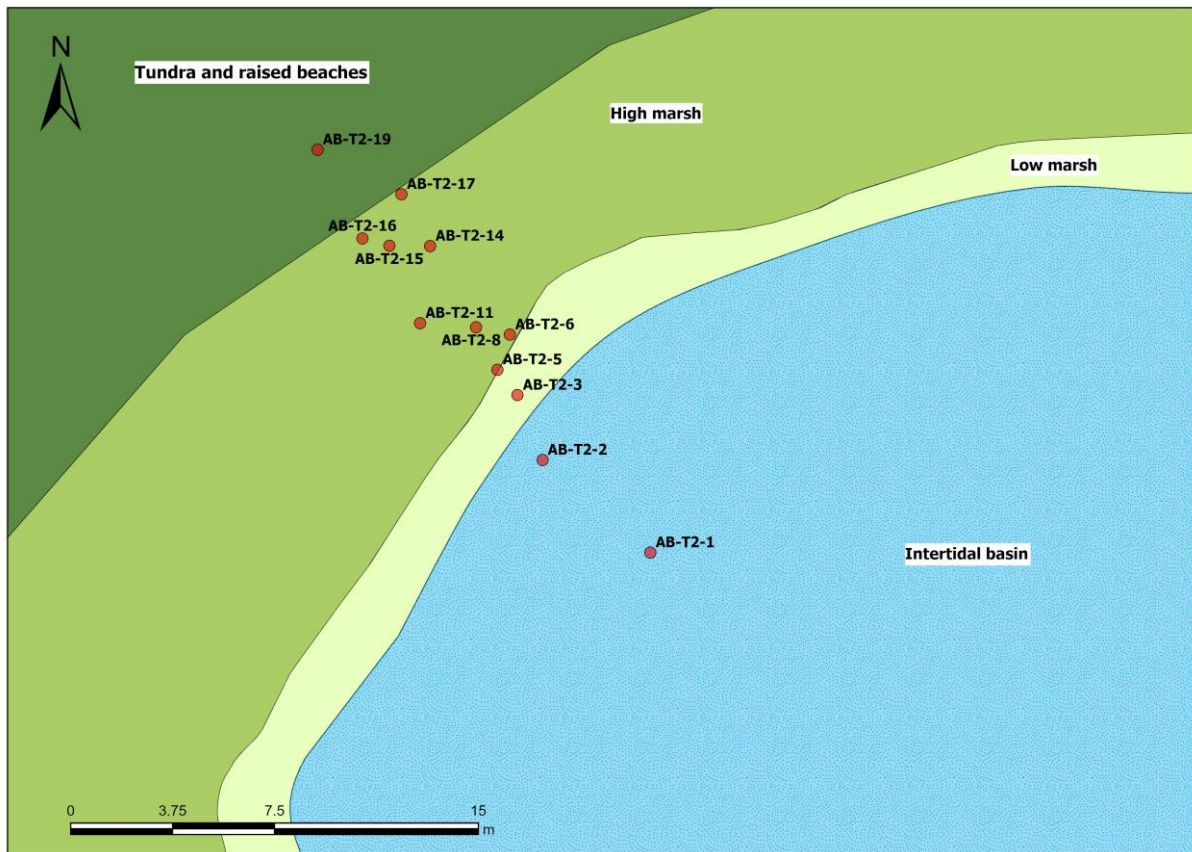 N
Tundra and raised beaches
High marsh
AB-T2-19
Low marsh
AB-T2-17
AB-T2-16
AB-T2-14
AB-T2-15
AB-T2-11
AB-T2-6
AB-T2-8
AB-T2-5
AB-T2-3
AB-T2-2
AB-T2-1
Intertidal basin
0 3.75 7.5 15
m